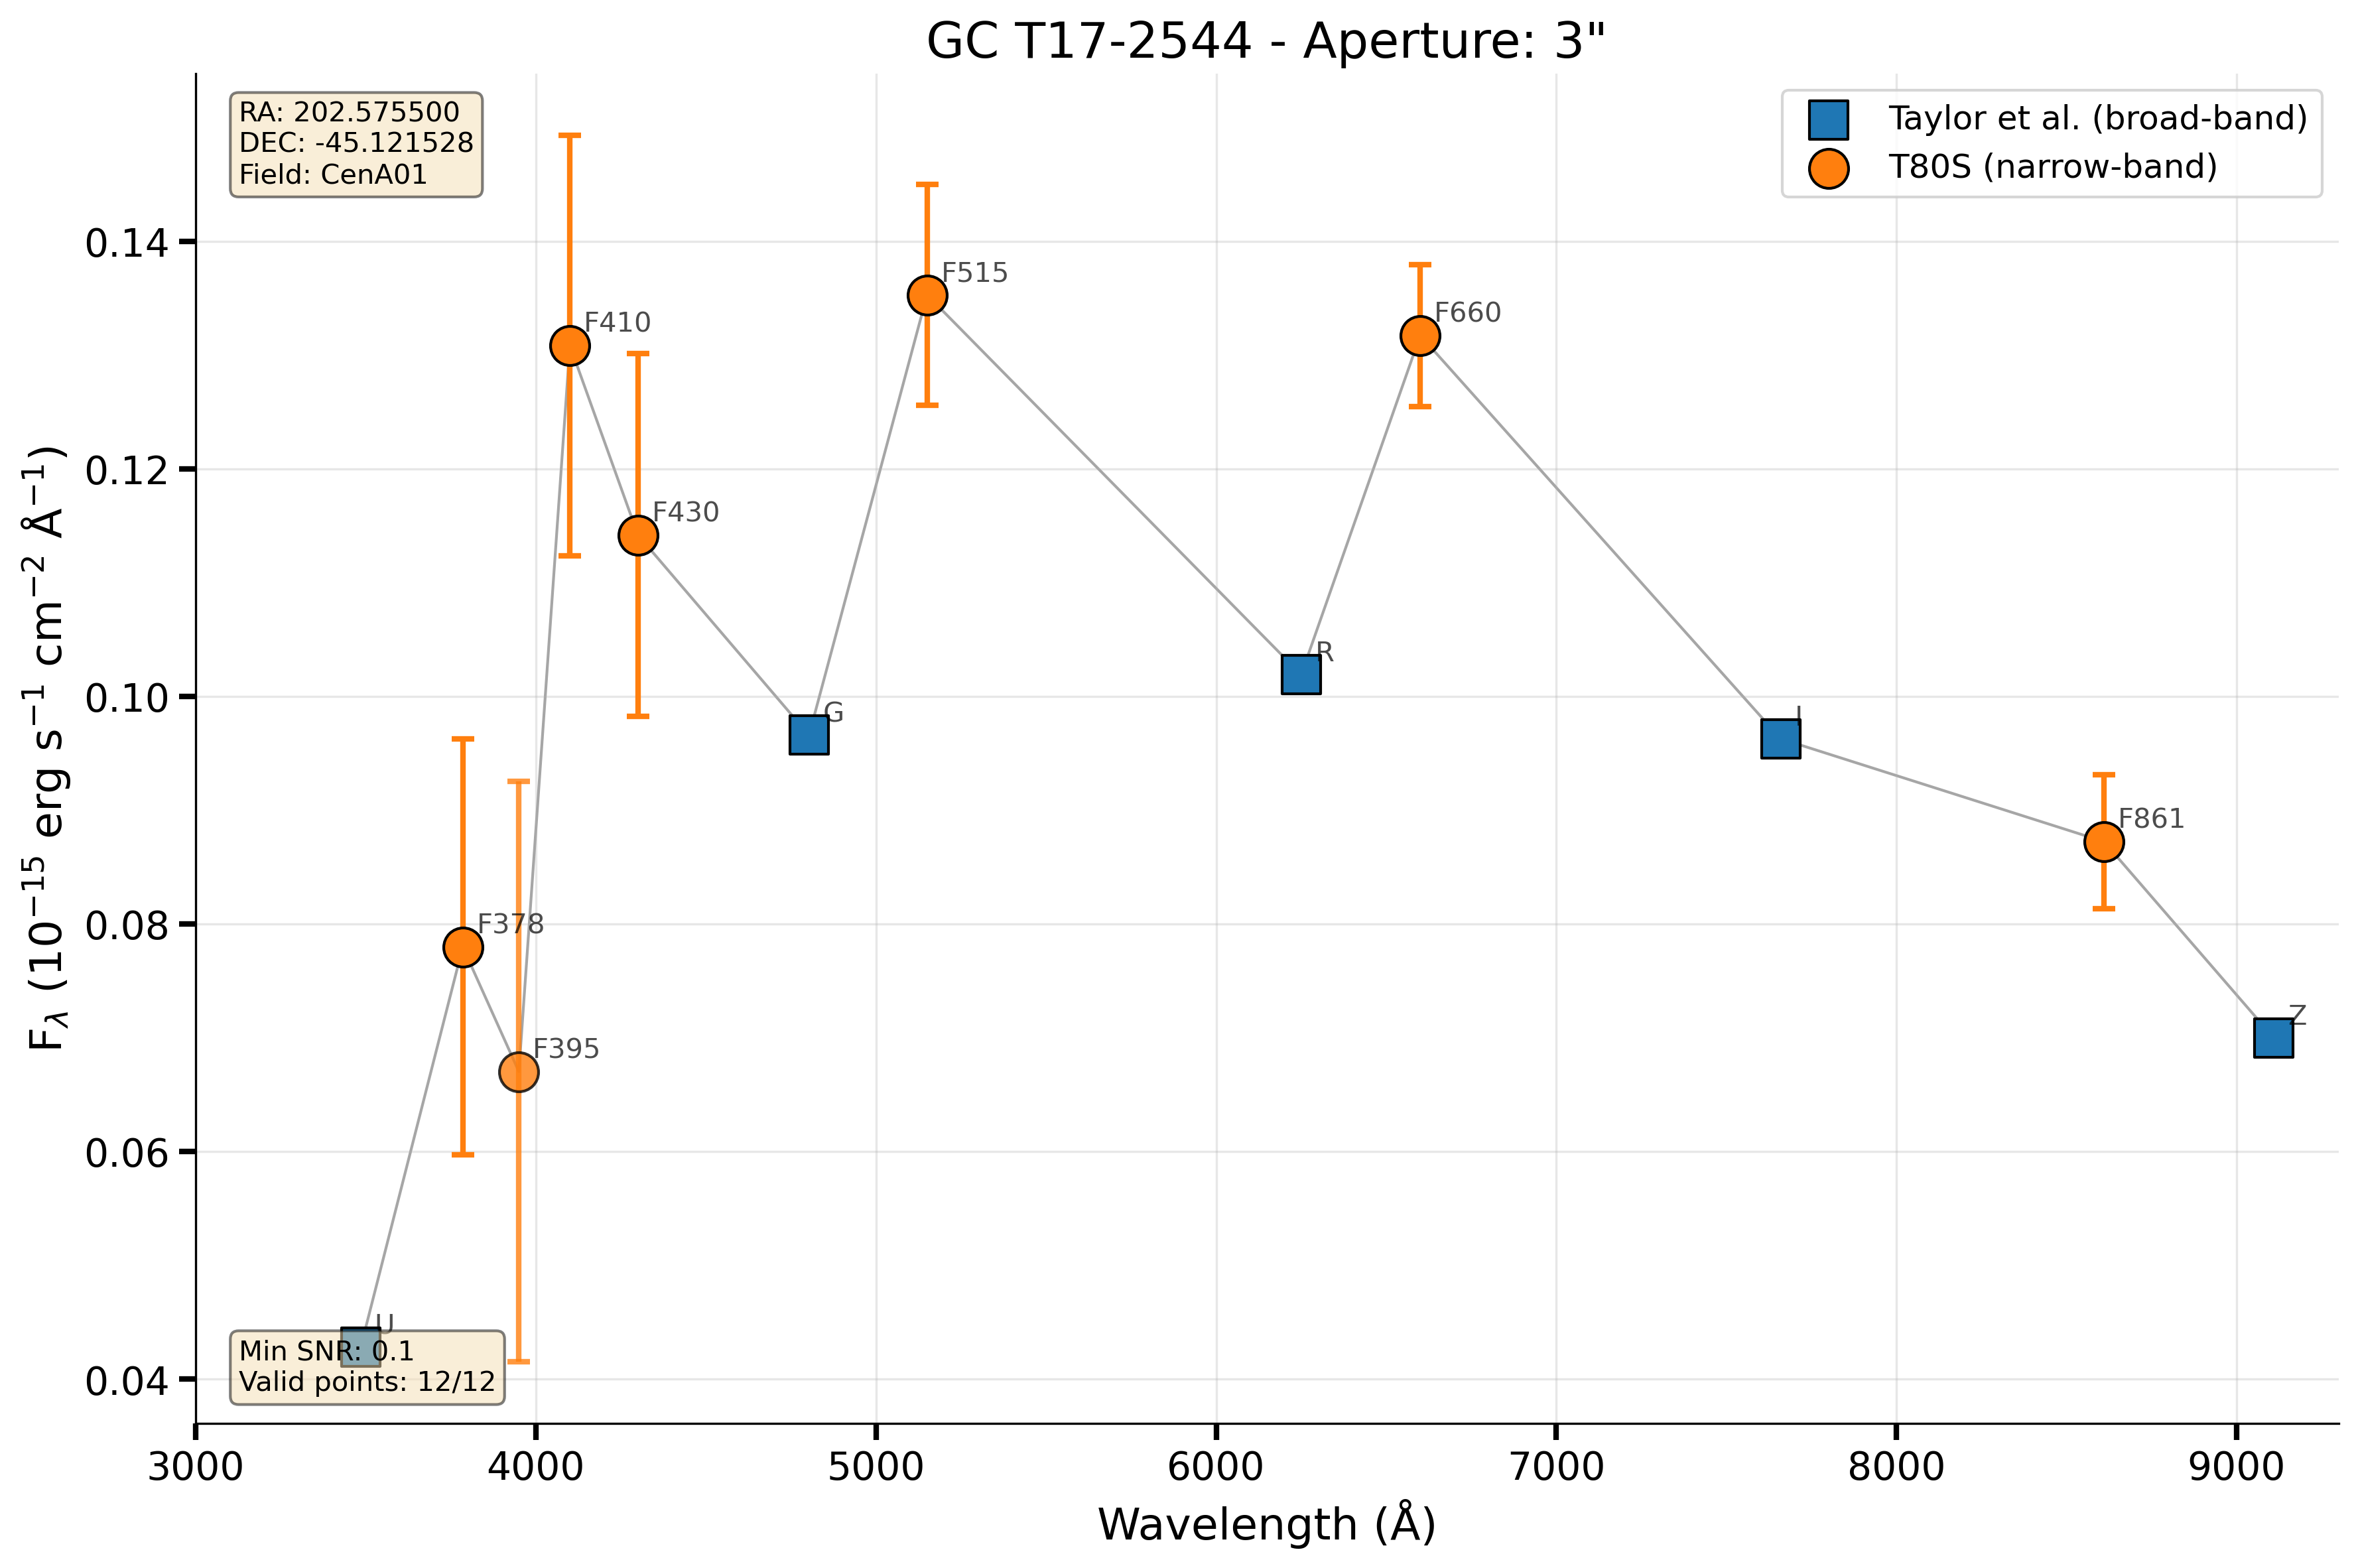 GC T17-2544 - Aperture: 3"
RA: 202.575500
DEC: -45.121528
Field: CenA01
Taylor et al. (broad-band)
T80S (narrow-band)
F410
F515
F660
F430
R
G
I
F861
F378
F395
Z
U
Min SNR: 0.1
Valid points: 12/12
0.14
0.12
0.10
0.08
0.06
0.04
Fλ (10⁻¹⁵ erg s⁻¹ cm⁻² Å⁻¹)
3000 4000 5000 6000 7000 8000 9000
Wavelength (Å)